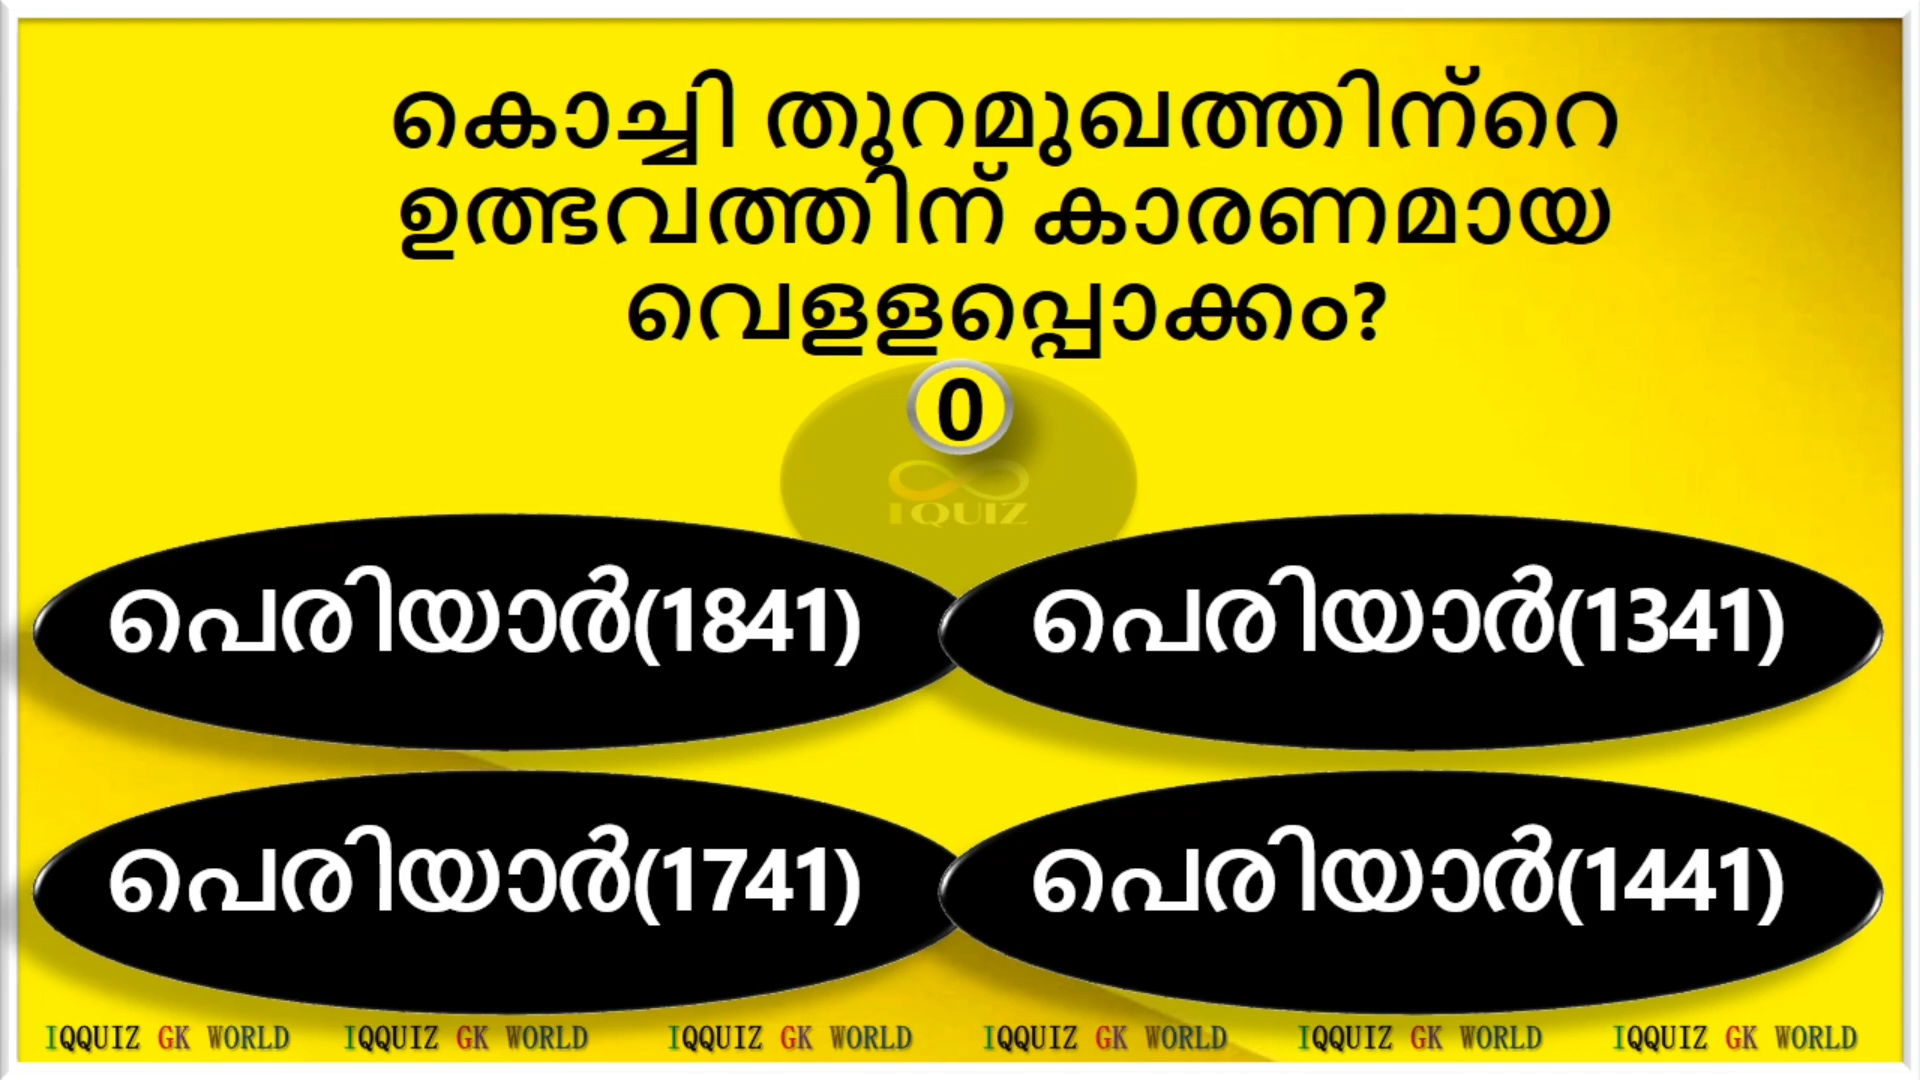 കൊച്ചി തുറമുഖത്തിന്റെ
ഉത്ഭവത്തിന് കാരണമായ
വെളളപ്പൊക്കം?
0
IQUIZ
പെരിയാർ(1841)
പെരിയാർ(1341)
പെരിയാർ(1741)
പെരിയാർ(1441)
IQQUIZ GK WORLD IQQUIZ GK WORLD IQQUIZ GK WORLD IQQUIZ GK WORLD IQQUIZ GK WORLD IQQUIZ GK WORLD